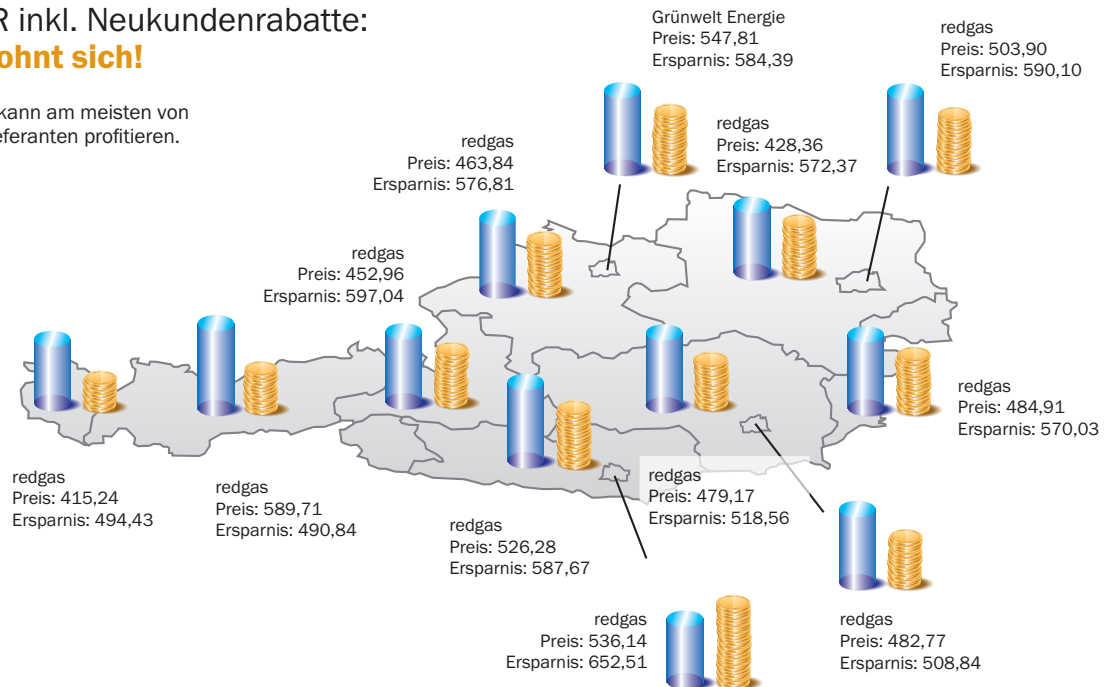 R inkl. Neukundenrabatte:
ohnt sich!
kann am meisten von
eferanten profitieren.
Grünwelt Energie
Preis: 547,81
Ersparnis: 584,39
redgas
Preis: 503,90
Ersparnis: 590,10
redgas
Preis: 428,36
Ersparnis: 572,37
redgas
Preis: 463,84
Ersparnis: 576,81
redgas
Preis: 452,96
Ersparnis: 597,04
redgas
Preis: 484,91
Ersparnis: 570,03
redgas
Preis: 415,24
Ersparnis: 494,43
redgas
Preis: 589,71
Ersparnis: 490,84
redgas
Preis: 526,28
Ersparnis: 587,67
redgas
Preis: 479,17
Ersparnis: 518,56
redgas
Preis: 536,14
Ersparnis: 652,51
redgas
Preis: 482,77
Ersparnis: 508,84